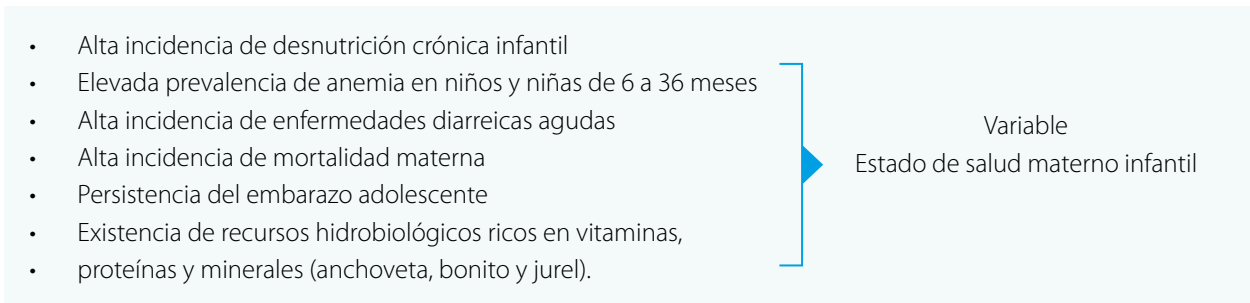 • Alta incidencia de desnutrición crónica infantil
• Elevada prevalencia de anemia en niños y niñas de 6 a 36 meses
• Alta incidencia de enfermedades diarreicas agudas
• Alta incidencia de mortalidad materna
• Persistencia del embarazo adolescente
• Existencia de recursos hidrobiológicos ricos en vitaminas,
• proteínas y minerales (anchoveta, bonito y jurel).
Variable
Estado de salud materno infantil